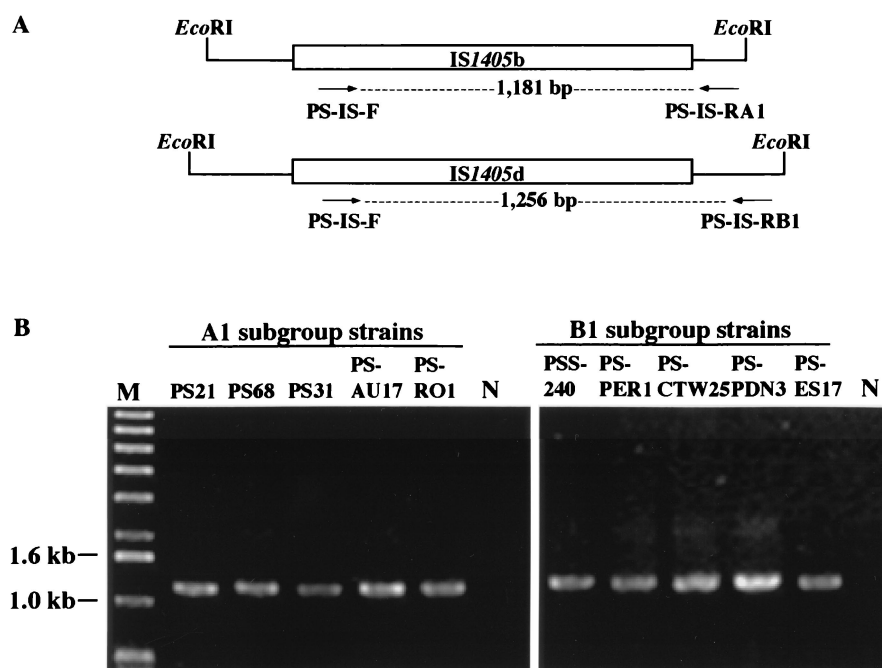 A
EcoRI EcoRI
IS1405b
1,181 bp
PS-IS-F PS-IS-RA1
EcoRI EcoRI
IS1405d
1,256 bp
PS-IS-F PS-IS-RB1
B
A1 subgroup strains B1 subgroup strains
PS- PS- PSS- PS- PS- PS- PS-
M PS21 PS68 PS31 AU17 RO1 N 240 PER1 CTW25 PDN3 ES17 N
1.6 kb
1.0 kb